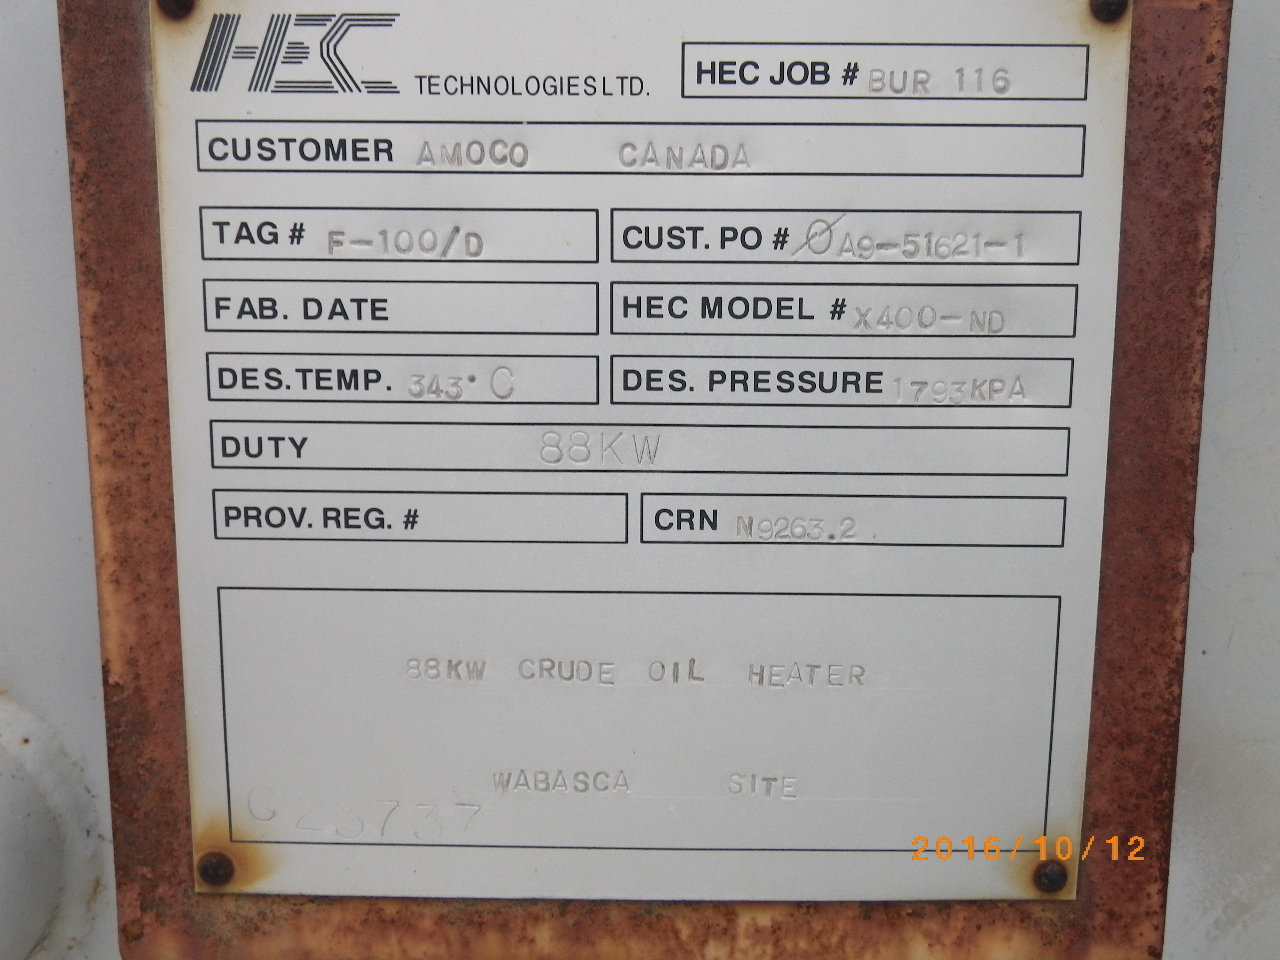 HEC TECHNOLOGIES LTD.
HEC JOB # BUR 116
CUSTOMER AMOCO CANADA
TAG # F-100/D
CUST. PO # ØA9-51621-1
FAB. DATE
HEC MODEL # X400-ND
DES. TEMP. 343° C
DES. PRESSURE 1793KPA
DUTY 88KW
PROV. REG. #
CRN N9263.2
88KW CRUDE OIL HEATER
WABASCA SITE
G 23737
2016/10/12